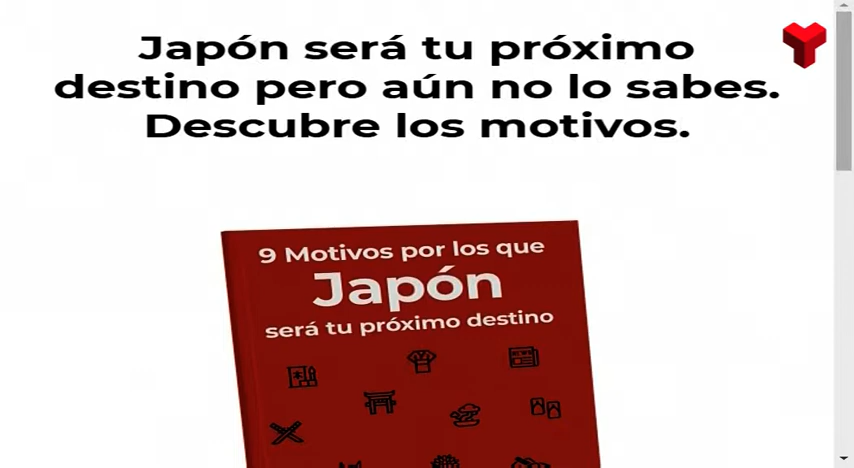 Japón será tu próximo
destino pero aún no lo sabes.
Descubre los motivos.
9 Motivos por los que
Japón
será tu próximo destino